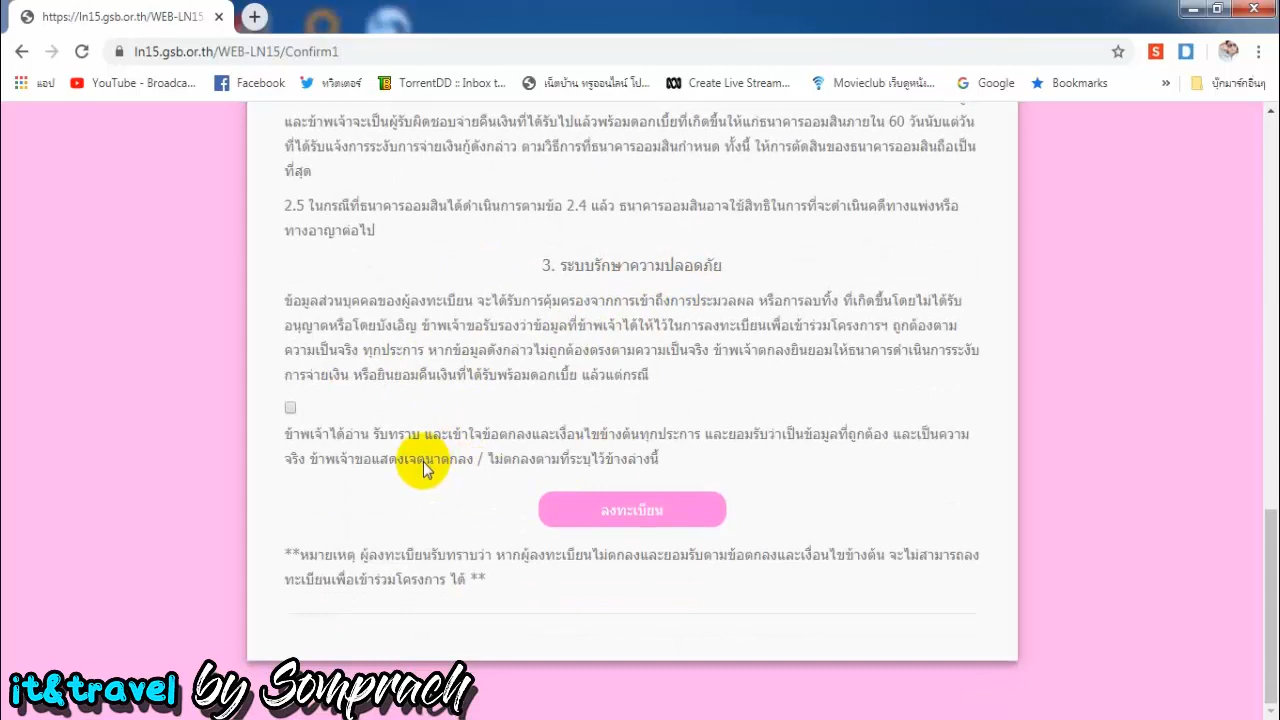 https://ln15.gsb.or.th/WEB-LN15
ln15.gsb.or.th/WEB-LN15/Confirm1
แอป YouTube - Broadca... Facebook ทวิตเตอร์ TorrentDD :: Inbox t... เน็ตบ้าน ทรูออนไลน์ โป... Create Live Stream... Movieclub เว็บดูหนัง... Google Bookmarks » บุ๊กมาร์กอื่นๆ
และข้าพเจ้าจะเป็นผู้รับผิดชอบจ่ายคืนเงินที่ได้รับไปแล้วพร้อมดอกเบี้ยที่เกิดขึ้นให้แก่ธนาคารออมสินภายใน 60 วันนับแต่วัน
ที่ได้รับแจ้งการระงับการจ่ายเงินกู้ดังกล่าว ตามวิธีการที่ธนาคารออมสินกำหนด ทั้งนี้ ให้การตัดสินของธนาคารออมสินถือเป็น
ที่สุด
2.5 ในกรณีที่ธนาคารออมสินได้ดำเนินการตามข้อ 2.4 แล้ว ธนาคารออมสินอาจใช้สิทธิในการที่จะดำเนินคดีทางแพ่งหรือ
ทางอาญาต่อไป
3. ระบบรักษาความปลอดภัย
ข้อมูลส่วนบุคคลของผู้ลงทะเบียน จะได้รับการคุ้มครองจากการเข้าถึงการประมวลผล หรือการลบทิ้ง ที่เกิดขึ้นโดยไม่ได้รับ
อนุญาตหรือโดยบังเอิญ ข้าพเจ้าขอรับรองว่าข้อมูลที่ข้าพเจ้าได้ให้ไว้ในการลงทะเบียนเพื่อเข้าร่วมโครงการฯ ถูกต้องตาม
ความเป็นจริง ทุกประการ หากข้อมูลดังกล่าวไม่ถูกต้องตรงตามความเป็นจริง ข้าพเจ้าตกลงยินยอมให้ธนาคารดำเนินการระงับ
การจ่ายเงิน หรือยินยอมคืนเงินที่ได้รับพร้อมดอกเบี้ย แล้วแต่กรณี
ข้าพเจ้าได้อ่าน รับทราบ และเข้าใจข้อตกลงและเงื่อนไขข้างต้นทุกประการ และยอมรับว่าเป็นข้อมูลที่ถูกต้อง และเป็นความ
จริง ข้าพเจ้าขอแสดงเจตนาตกลง / ไม่ตกลงตามที่ระบุไว้ข้างล่างนี้
ลงทะเบียน
**หมายเหตุ ผู้ลงทะเบียนรับทราบว่า หากผู้ลงทะเบียนไม่ตกลงและยอมรับตามข้อตกลงและเงื่อนไขข้างต้น จะไม่สามารถลง
ทะเบียนเพื่อเข้าร่วมโครงการ ได้ **
it&travel by Somprach